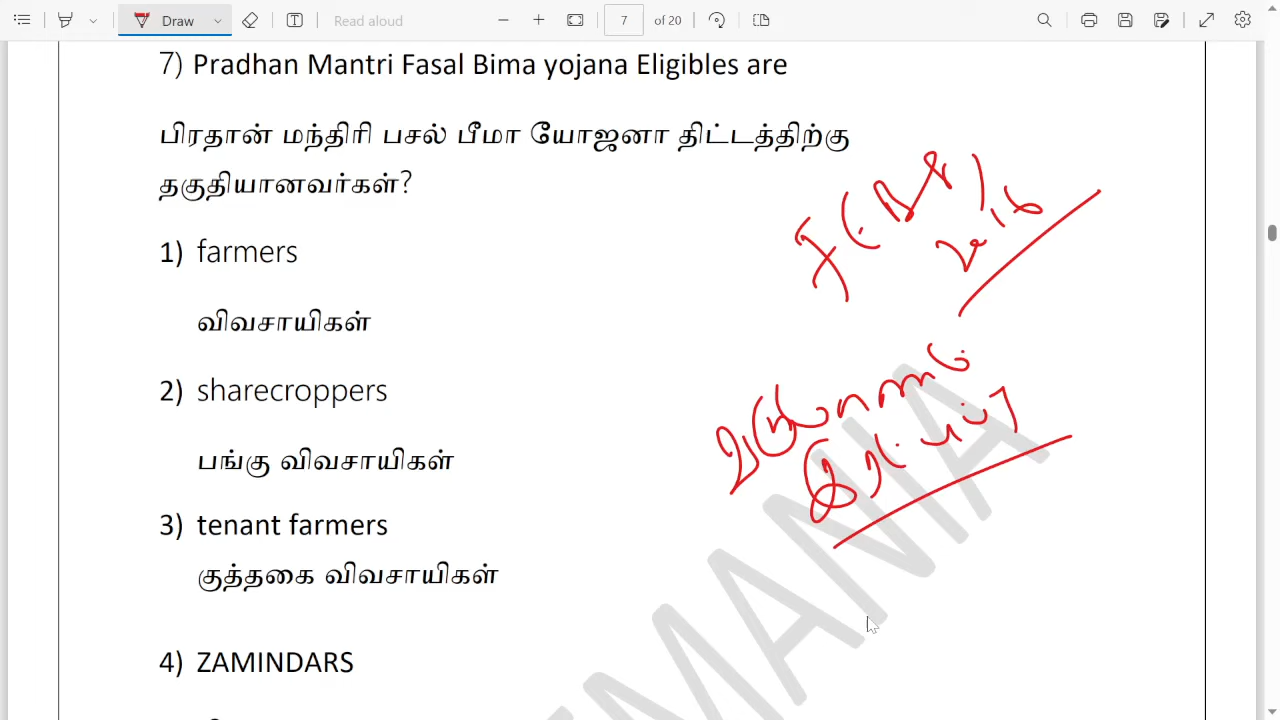 Draw
Read aloud
7 of 20
7) Pradhan Mantri Fasal Bima yojana Eligibles are
பிரதான் மந்திரி பசல் பீமா யோஜனா திட்டத்திற்கு
தகுதியானவர்கள்?
1) farmers
விவசாயிகள்
2) sharecroppers
பங்கு விவசாயிகள்
3) tenant farmers
குத்தகை விவசாயிகள்
4) ZAMINDARS
2016
MANIA